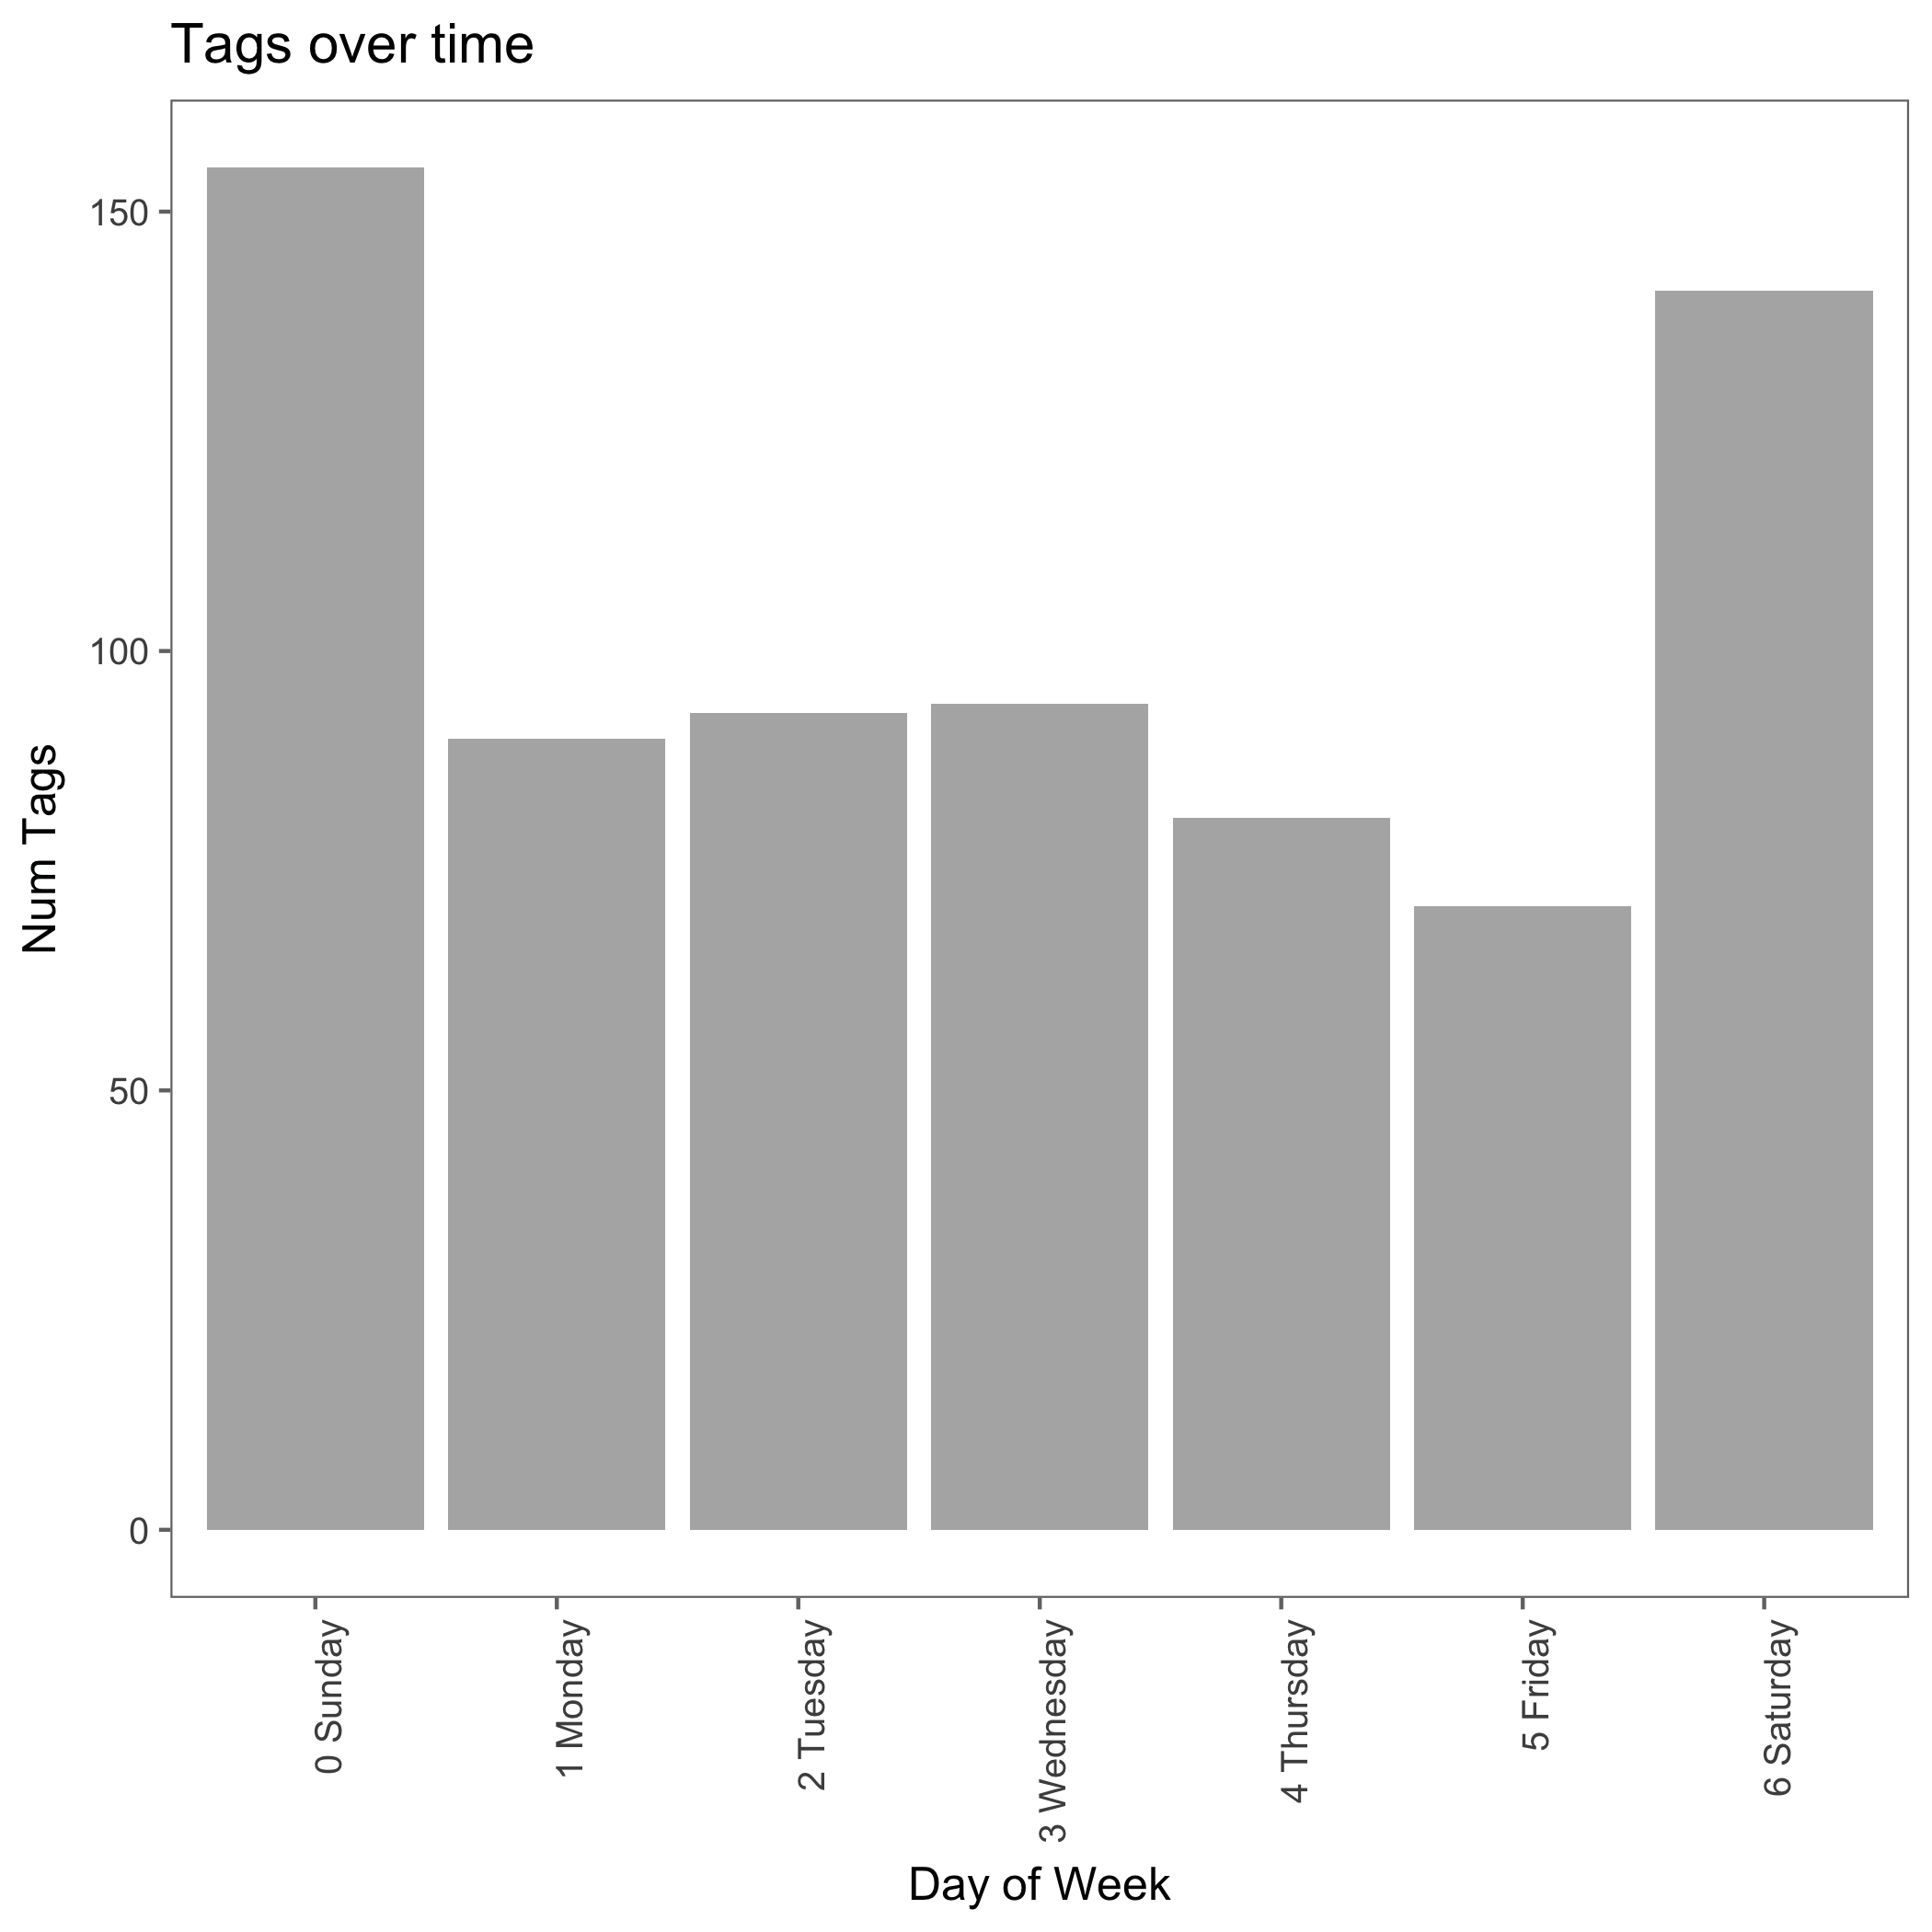 Tags over time
150
100
50
0
Num Tags
0 Sunday
1 Monday
2 Tuesday
3 Wednesday
4 Thursday
5 Friday
6 Saturday
Day of Week